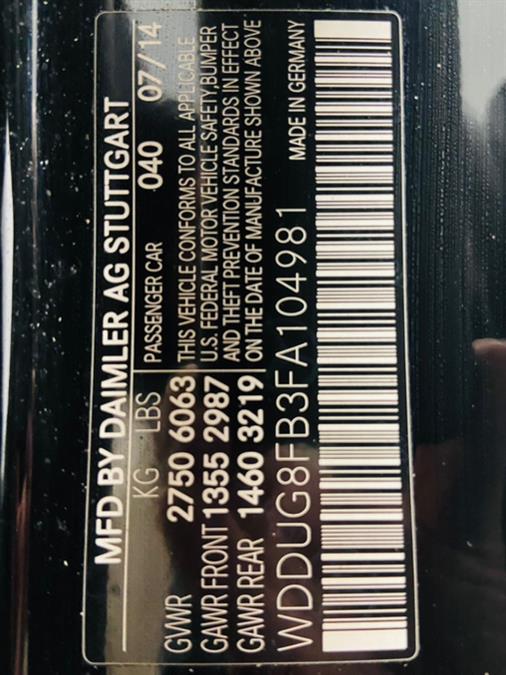 MFD BY DAIMLER AG STUTTGART
KG LBS PASSENGER CAR 040 07/14
GVWR 2750 6063 THIS VEHICLE CONFORMS TO ALL APPLICABLE
GAWR FRONT 1355 2987 U.S. FEDERAL MOTOR VEHICLE SAFETY, BUMPER
GAWR REAR 1460 3219 AND THEFT PREVENTION STANDARDS IN EFFECT
ON THE DATE OF MANUFACTURE SHOWN ABOVE
WDDUG8FB3FA104981 MADE IN GERMANY